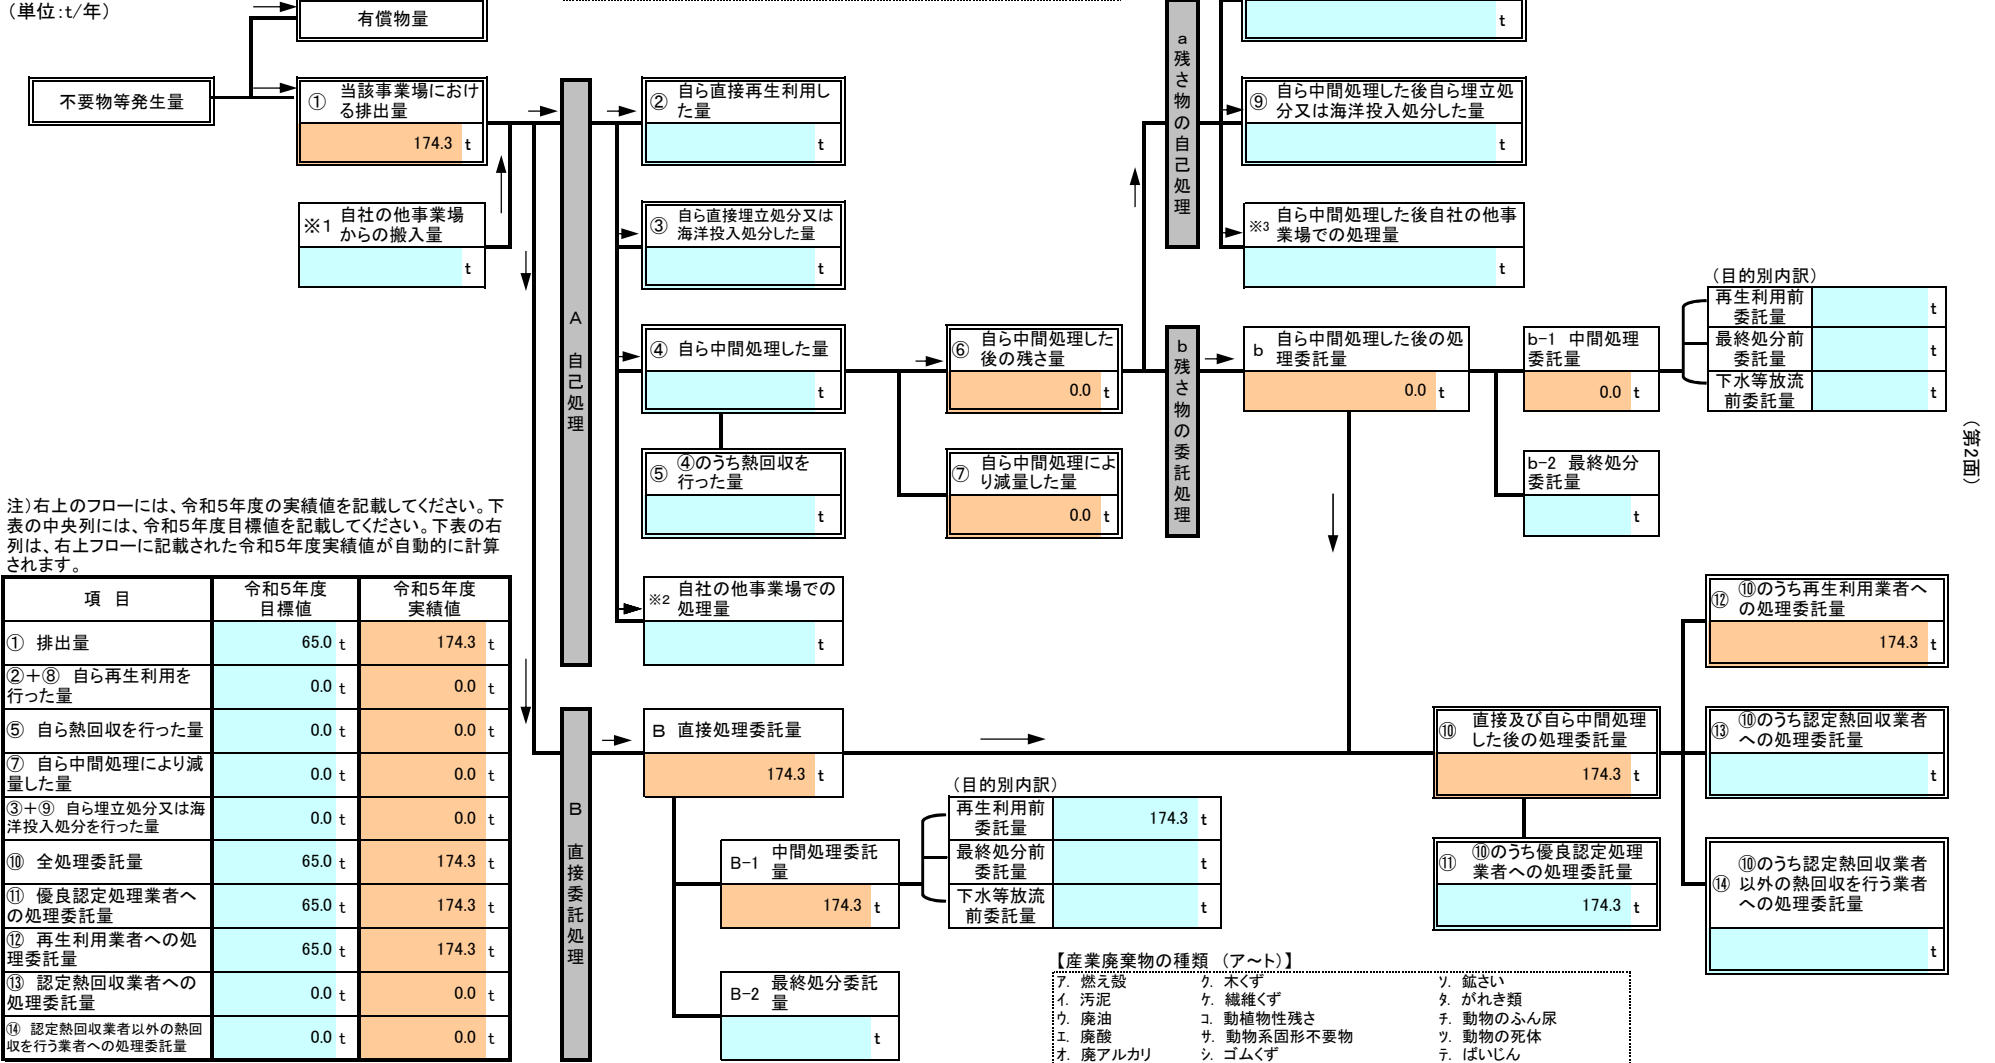 (単位:t/年)
有償物量
不要物等発生量
① 当該事業場におけ
る排出量
174.3 t
※1 自社の他事業場
からの搬入量
t
A 自己処理
② 自ら直接再生利用し
た量
t
③ 自ら直接埋立処分又は
海洋投入処分した量
t
④ 自ら中間処理した量
t
⑤ ④のうち熱回収を
行った量
t
※2 自社の他事業場での
処理量
t
⑥ 自ら中間処理した
後の残さ量
0.0 t
⑦ 自ら中間処理によ
り減量した量
0.0 t
a残さ物の自己処理
t
⑨ 自ら中間処理した後自ら埋立処
分又は海洋投入処分した量
t
※3 自ら中間処理した後自社の他事
業場での処理量
t
b残さ物の委託処理
b 自ら中間処理した後の処
理委託量
0.0 t
b-1 中間処理
委託量
0.0 t
b-2 最終処分
委託量
t
(目的別内訳)
再生利用前
委託量
t
最終処分前
委託量
t
下水等放流
前委託量
t
(第2面)
注)右上のフローには、令和5年度の実績値を記載してください。下
表の中央列には、令和5年度目標値を記載してください。下表の右
列は、右上フローに記載された令和5年度実績値が自動的に計算
されます。
項 目
令和5年度
目標値
令和5年度
実績値
① 排出量 65.0 t 174.3 t
②+⑧ 自ら再生利用を
行った量 0.0 t 0.0 t
⑤ 自ら熱回収を行った量 0.0 t 0.0 t
⑦ 自ら中間処理により減
量した量 0.0 t 0.0 t
③+⑨ 自ら埋立処分又は海
洋投入処分を行った量 0.0 t 0.0 t
⑩ 全処理委託量 65.0 t 174.3 t
⑪ 優良認定処理業者へ
の処理委託量 65.0 t 174.3 t
⑫ 再生利用業者への処
理委託量 65.0 t 174.3 t
⑬ 認定熱回収業者への
処理委託量 0.0 t 0.0 t
⑭ 認定熱回収業者以外の熱回
収を行う業者への処理委託量 0.0 t 0.0 t
B 直接委託処理
B 直接処理委託量
174.3 t
B-1 中間処理委託
量
174.3 t
B-2 最終処分委託
量
t
(目的別内訳)
再生利用前
委託量
174.3 t
最終処分前
委託量
t
下水等放流
前委託量
t
⑩ 直接及び自ら中間処理
した後の処理委託量
174.3 t
⑪ ⑩のうち優良認定処理
業者への処理委託量
174.3 t
⑫ ⑩のうち再生利用業者へ
の処理委託量
174.3 t
⑬ ⑩のうち認定熱回収業者
への処理委託量
t
⑭ ⑩のうち認定熱回収業者
以外の熱回収を行う業者
への処理委託量
t
【産業廃棄物の種類 (ア~ト)】
ア. 燃え殻 ク. 木くず ソ. 鉱さい
イ. 汚泥 ケ. 繊維くず タ. がれき類
ウ. 廃油 コ. 動植物性残さ チ. 動物のふん尿
エ. 廃酸 サ. 動物系固形不要物 ツ. 動物の死体
オ. 廃アルカリ シ. ゴムくず テ. ばいじん